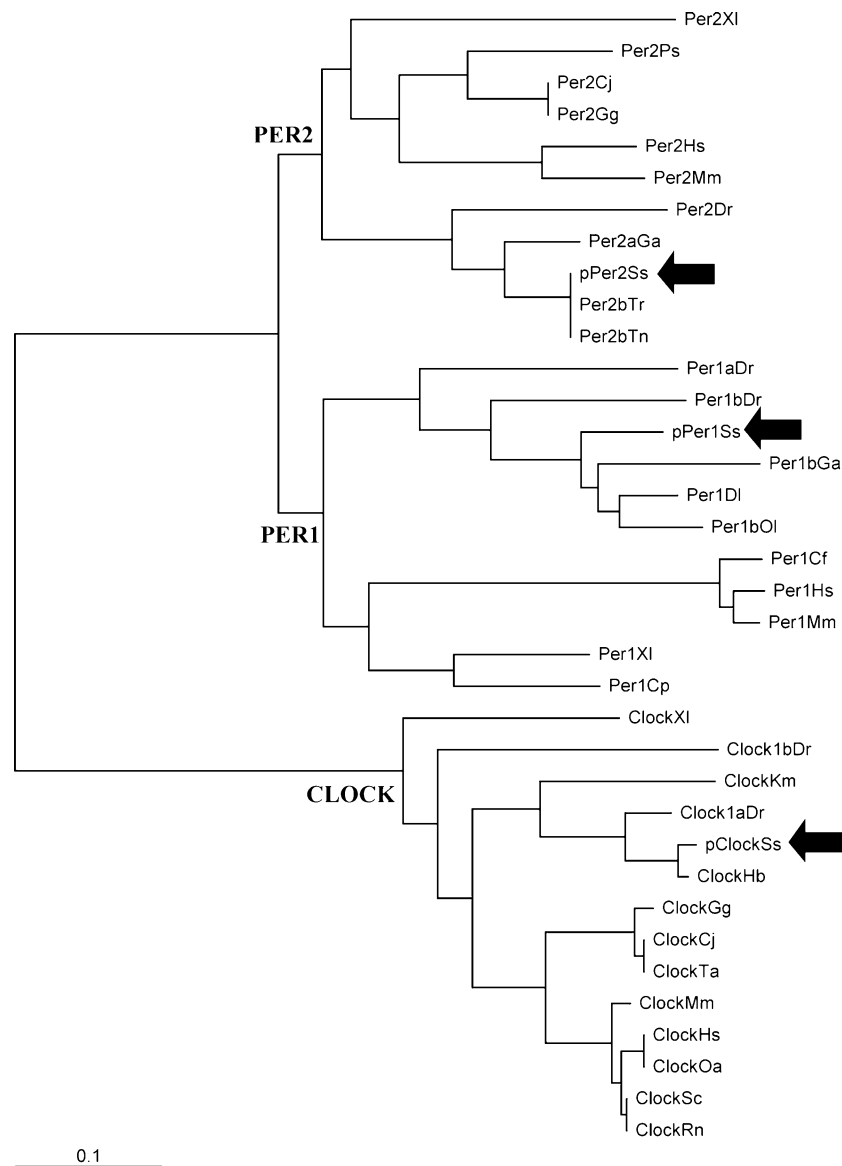 Per2Xl
Per2Ps
Per2Cj
Per2Gg
PER2
Per2Hs
Per2Mm
Per2Dr
Per2aGa
pPer2Ss
Per2bTr
Per2bTn
Per1aDr
Per1bDr
pPer1Ss
Per1bGa
Per1Dl
Per1bOl
PER1
Per1Cf
Per1Hs
Per1Mm
Per1Xl
Per1Cp
ClockXl
Clock1bDr
ClockKm
CLOCK
Clock1aDr
pClockSs
ClockHb
ClockGg
ClockCj
ClockTa
ClockMm
ClockHs
ClockOa
ClockSc
ClockRn
0.1